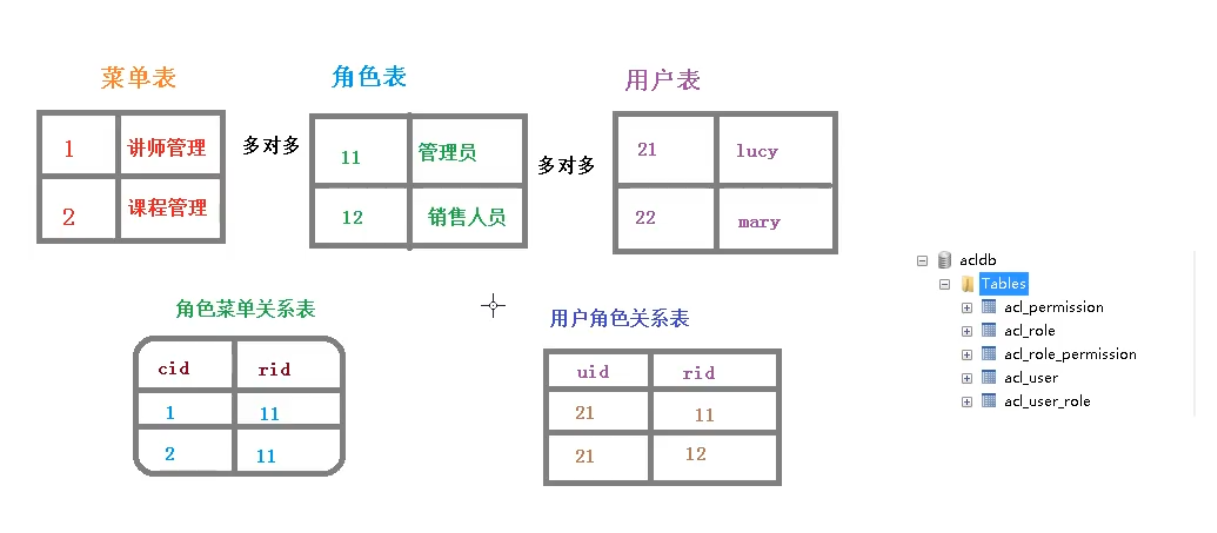 菜单表
角色表
用户表
1 讲师管理
2 课程管理
多对多
11 管理员
12 销售人员
多对多
21 lucy
22 mary
角色菜单关系表
cid rid
1 11
2 11
用户角色关系表
uid rid
21 11
21 12
acldb
Tables
acl_permission
acl_role
acl_role_permission
acl_user
acl_user_role